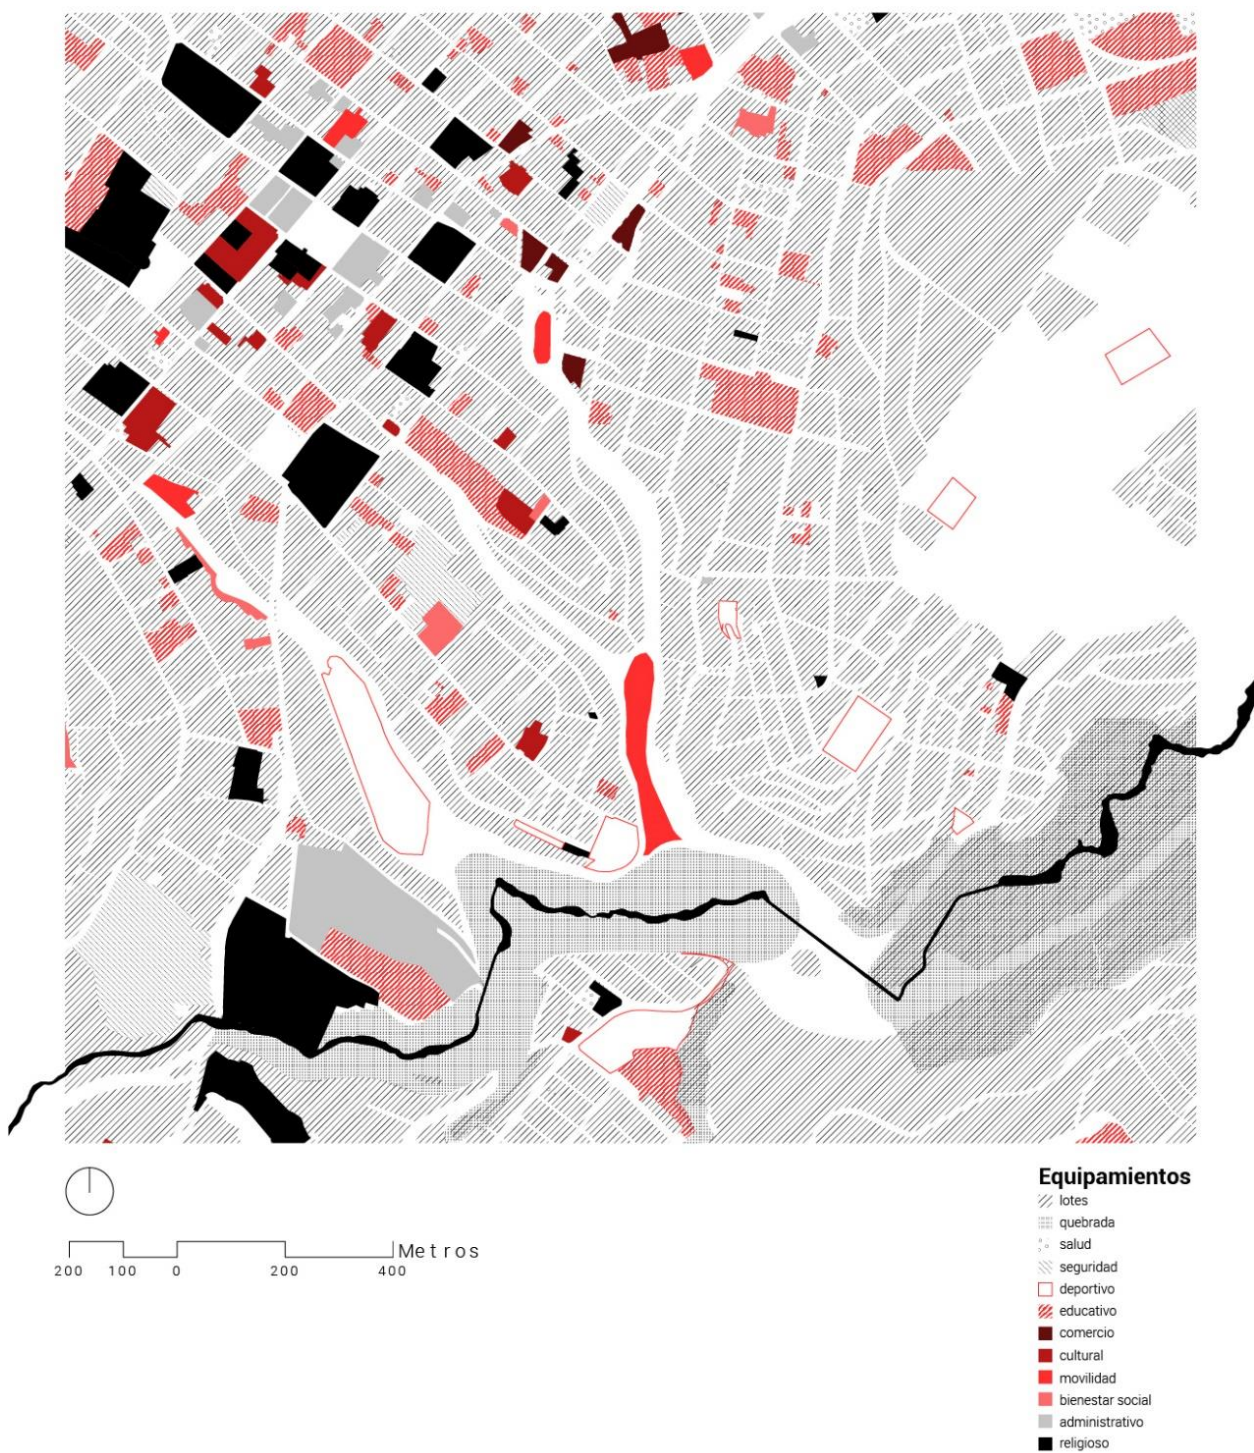 Metros
200 100 0 200 400
Equipamientos
lotes
quebrada
salud
seguridad
deportivo
educativo
comercio
cultural
movilidad
bienestar social
administrativo
religioso